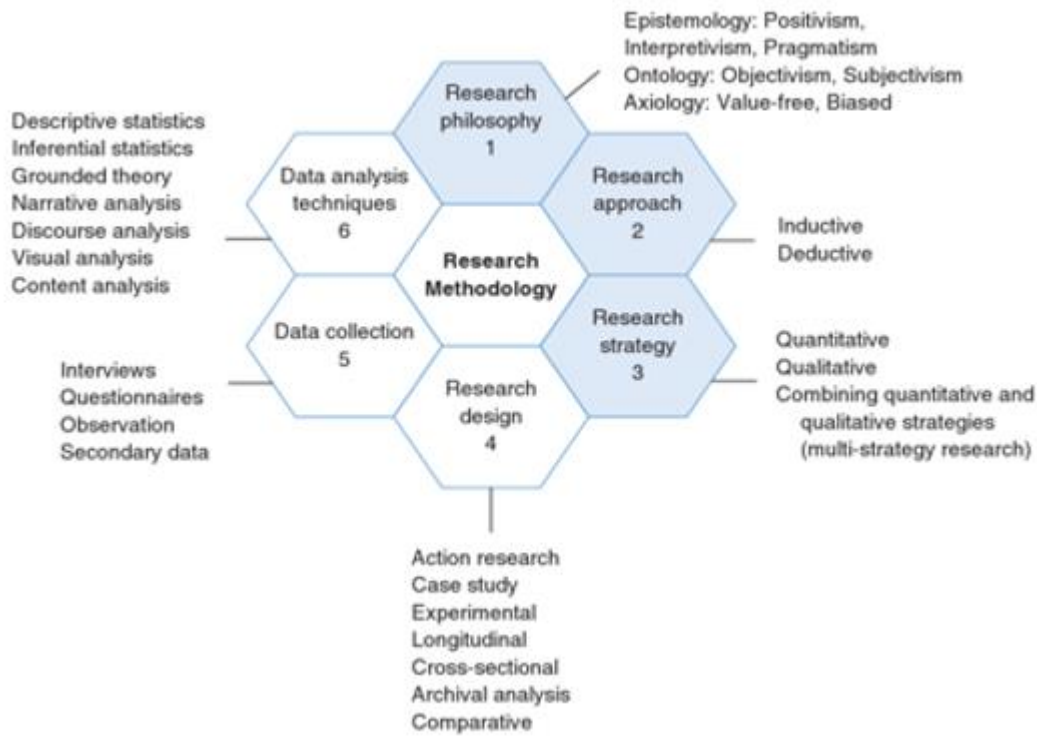 Epistemology: Positivism,
Interpretivism, Pragmatism
Ontology: Objectivism, Subjectivism
Axiology: Value-free, Biased
Research
philosophy
1
Research
approach
2
Inductive
Deductive
Research
strategy
3
Quantitative
Qualitative
Combining quantitative and
qualitative strategies
(multi-strategy research)
Research
design
4
Action research
Case study
Experimental
Longitudinal
Cross-sectional
Archival analysis
Comparative
Data collection
5
Interviews
Questionnaires
Observation
Secondary data
Data analysis
techniques
6
Descriptive statistics
Inferential statistics
Grounded theory
Narrative analysis
Discourse analysis
Visual analysis
Content analysis
Research
Methodology